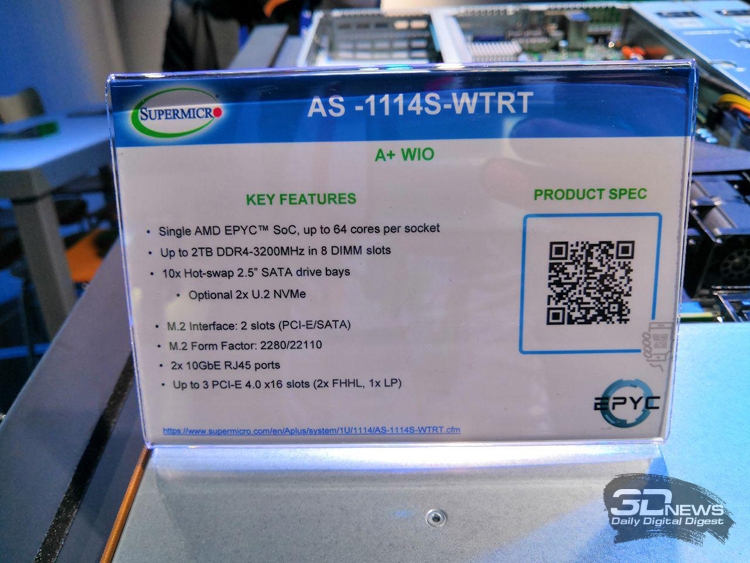 SUPERMICRO
AS -1114S-WTRT
A+ WIO
KEY FEATURES
PRODUCT SPEC
• Single AMD EPYC™ SoC, up to 64 cores per socket
• Up to 2TB DDR4-3200MHz in 8 DIMM slots
• 10x Hot-swap 2.5" SATA drive bays
• Optional 2x U.2 NVMe
• M.2 Interface: 2 slots (PCI-E/SATA)
• M.2 Form Factor: 2280/22110
• 2x 10GbE RJ45 ports
• Up to 3 PCI-E 4.0 x16 slots (2x FHHL, 1x LP)
EPYC
https://www.supermicro.com/en/Aplus/system/1U/1114/AS-1114S-WTRT.cfm
3DNEWS
Daily Digital Digest